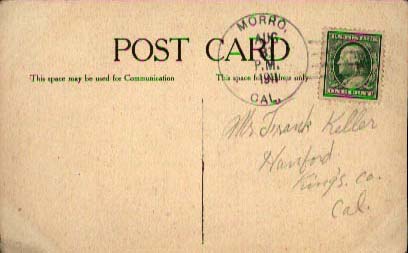 MORRO,
AUG
P.M.
1911
CAL.
POST CARD
This space may be used for Communication
This space for address only.
ONE CENT
Mr. Frank Keller
Hanford
Kings. Co.
Cal.